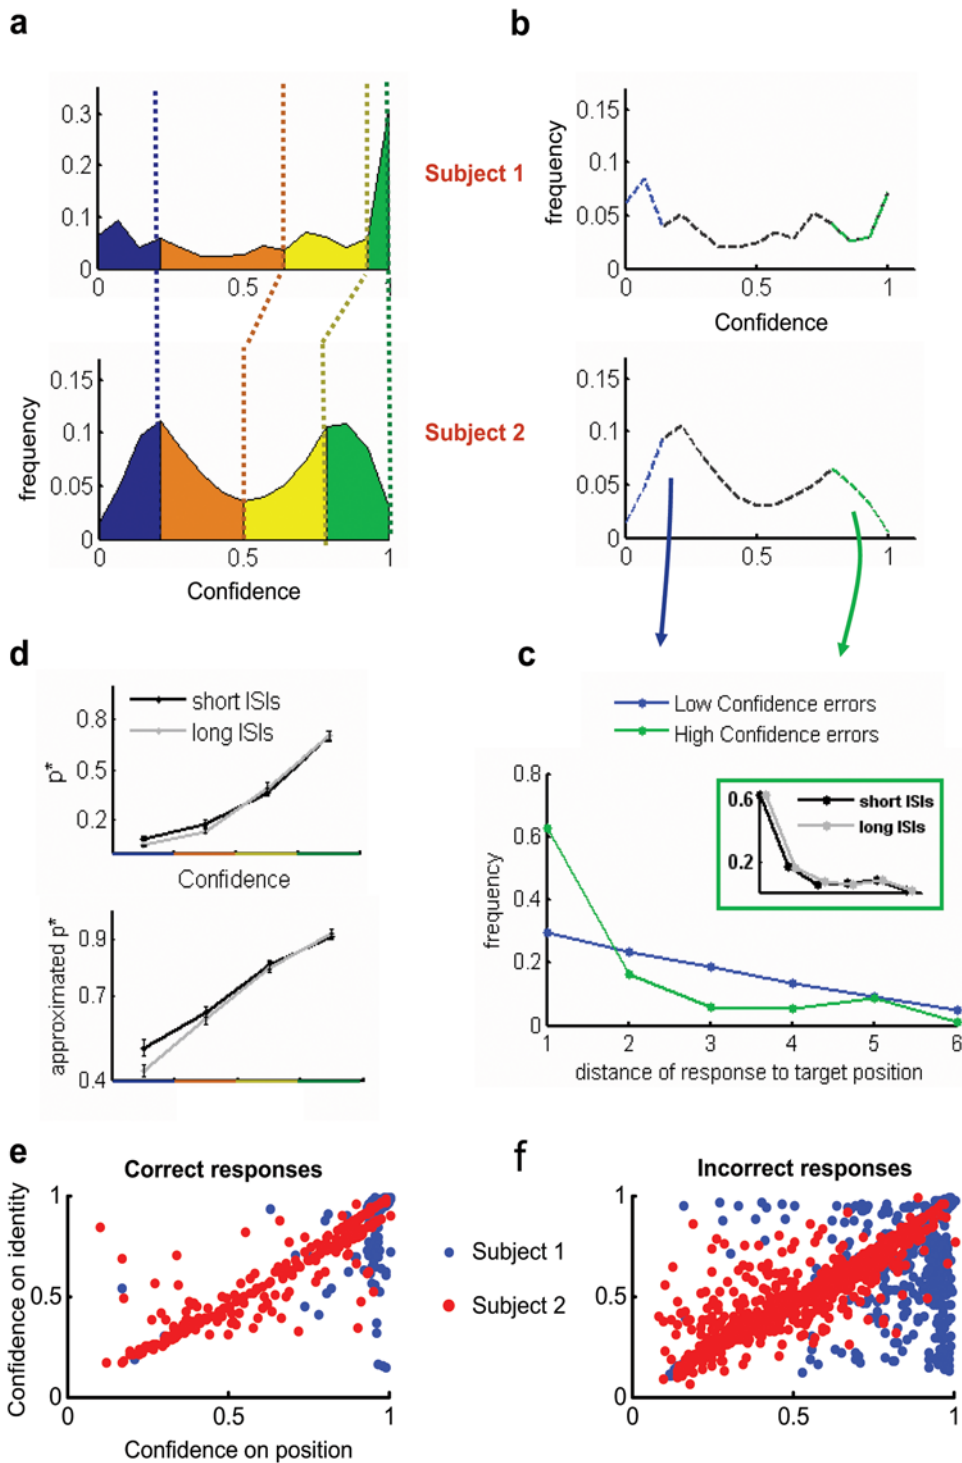 a
0.3
0.2
0.1
0
0
0.5
Subject 1
0.15
0.1
0.05
0
0
0.5
1
frequency
Confidence
Subject 2
b
0.15
0.1
0.05
0
0
0.5
1
frequency
Confidence
0.15
0.1
0.05
0
0
0.5
1
d
short ISIs
long ISIs
0.8
0.5
0.2
p*
Confidence
0.9
0.7
0.4
approximated p*
c
Low Confidence errors
High Confidence errors
0.8
0.6
0.4
0.2
0
frequency
0.6
0.2
short ISIs
long ISIs
1
2
3
4
5
6
distance of response to target position
e
Correct responses
1
0.5
0
0
0.5
1
Confidence on identity
Confidence on position
Subject 1
Subject 2
f
Incorrect responses
1
0.5
0
0
0.5
1